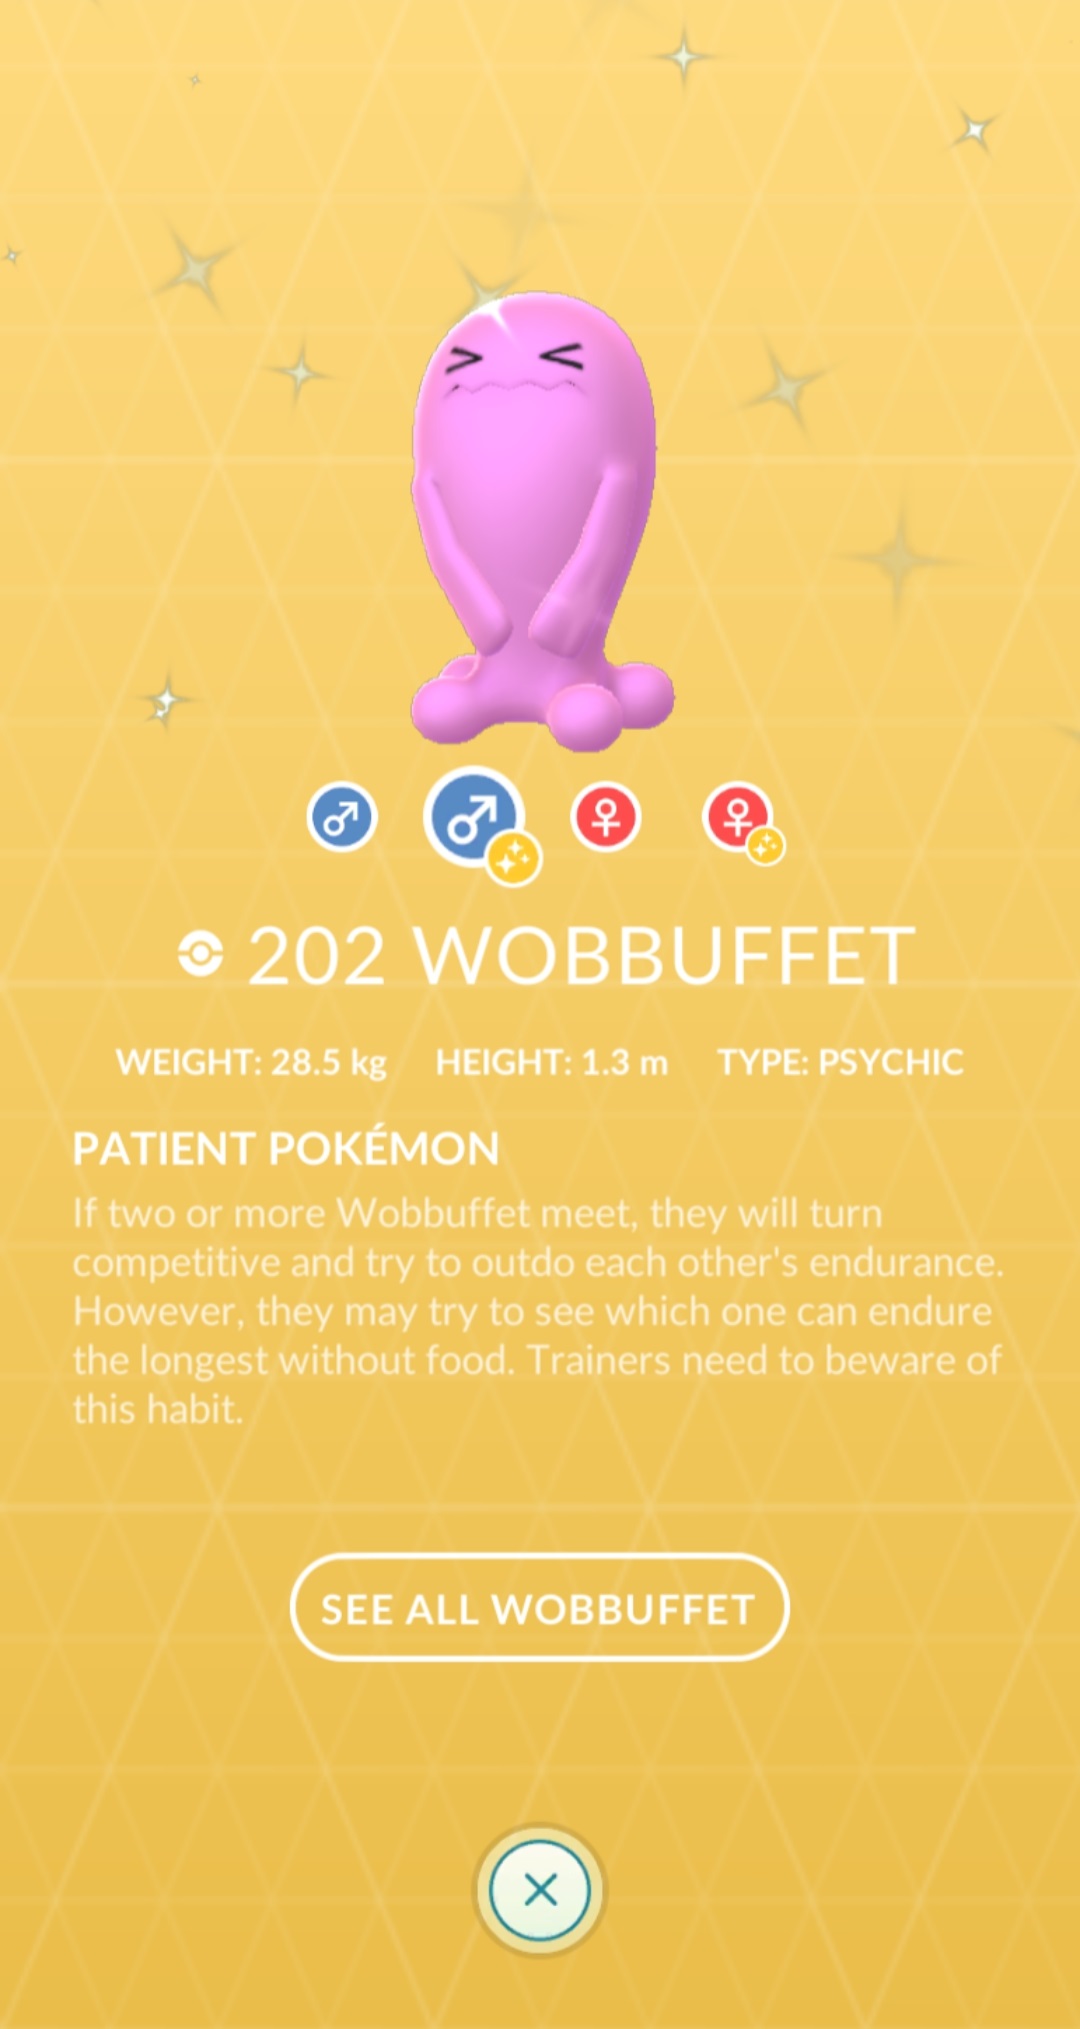 202 WOBBUFFET
WEIGHT: 28.5 kg HEIGHT: 1.3 m TYPE: PSYCHIC
PATIENT POKÉMON
If two or more Wobbuffet meet, they will turn
competitive and try to outdo each other's endurance.
However, they may try to see which one can endure
the longest without food. Trainers need to beware of
this habit.
SEE ALL WOBBUFFET